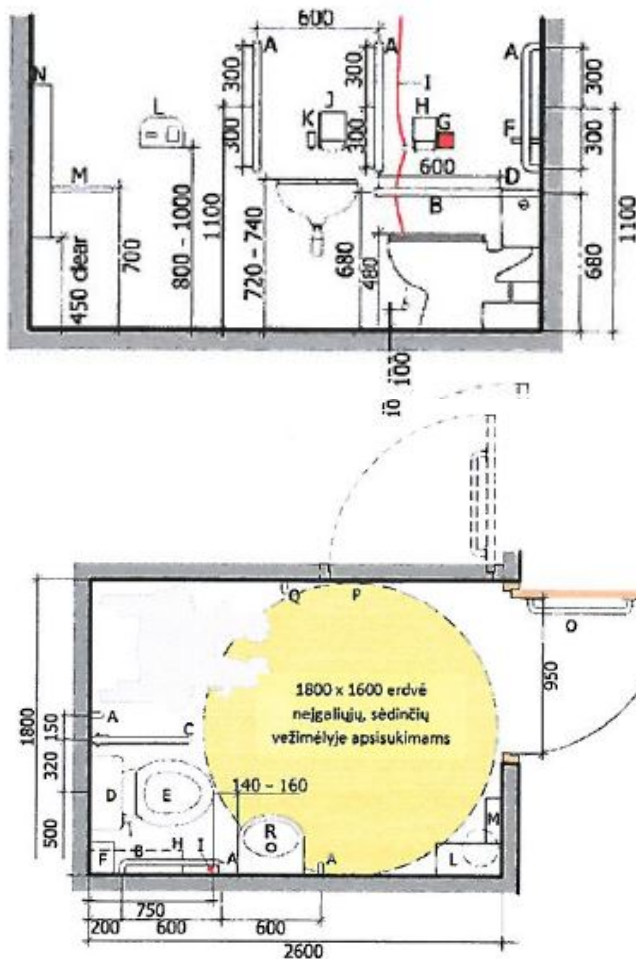 600
A
A
A
N
300
300
I
300
J
K
H
G
L
F
300
300
300
600
D
M
B
450 clear
700
800 - 1000
1100
720 - 740
680
480
680
1100
100
10
Q
P
O
1800 x 1600 erdvė
neįgaliųjų, sėdinčių
vežimėlyje apsisukimams
950
1800
150
A
C
320
140 - 160
D
E
R
M
500
F
B
H
I
A
A
L
750
200
600
600
2600